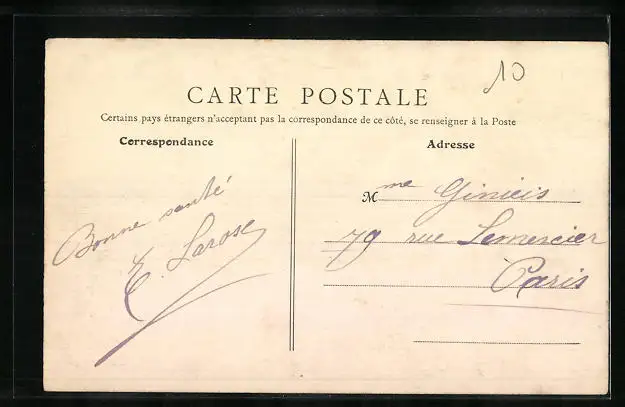 10
CARTE POSTALE
Certains pays étrangers n'acceptant pas la correspondance de ce côté, se renseigner à la Poste
Correspondance
Adresse
Bonne santé
E. Larose
Mme Ginieis
79 rue Lemercier
Paris